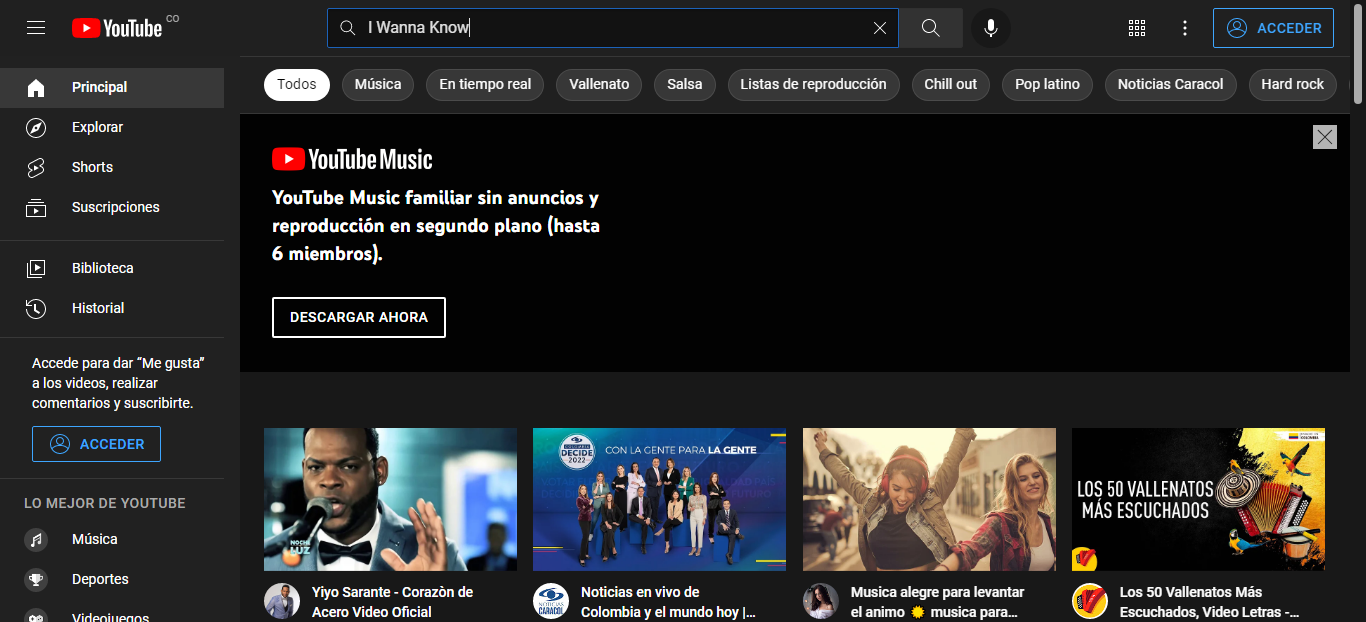 YouTube CO
I Wanna Know
ACCEDER
Principal
Explorar
Shorts
Suscripciones
Biblioteca
Historial
Accede para dar “Me gusta”
a los videos, realizar
comentarios y suscribirte.
ACCEDER
LO MEJOR DE YOUTUBE
Música
Deportes
Videojuegos
Todos
Música
En tiempo real
Vallenato
Salsa
Listas de reproducción
Chill out
Pop latino
Noticias Caracol
Hard rock
YouTube Music
YouTube Music familiar sin anuncios y
reproducción en segundo plano (hasta
6 miembros).
DESCARGAR AHORA
NOCHE
LUZ
Yiyo Sarante - Corazòn de
Acero Video Oficial
COLOMBIA
DECIDE
2022
CON LA GENTE PARA LA GENTE
NOTICIAS
CARACOL
Noticias en vivo de
Colombia y el mundo hoy |...
Musica alegre para levantar
el animo 🌟 musica para...
LOS 50 VALLENATOS
MÁS ESCUCHADOS
Los 50 Vallenatos Más
Escuchados, Video Letras -...